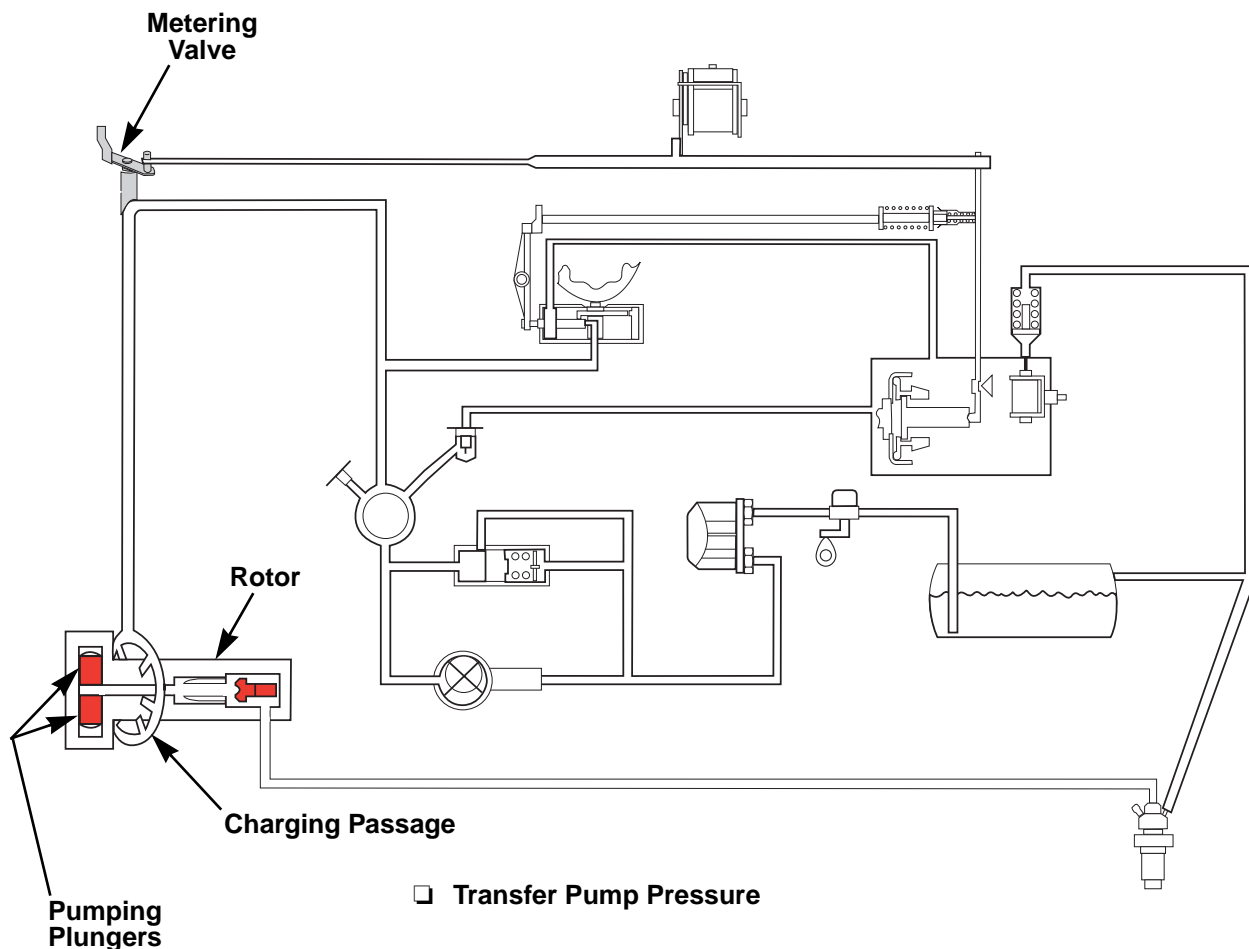 Metering
Valve
Rotor
Charging Passage
Transfer Pump Pressure
Pumping
Plungers